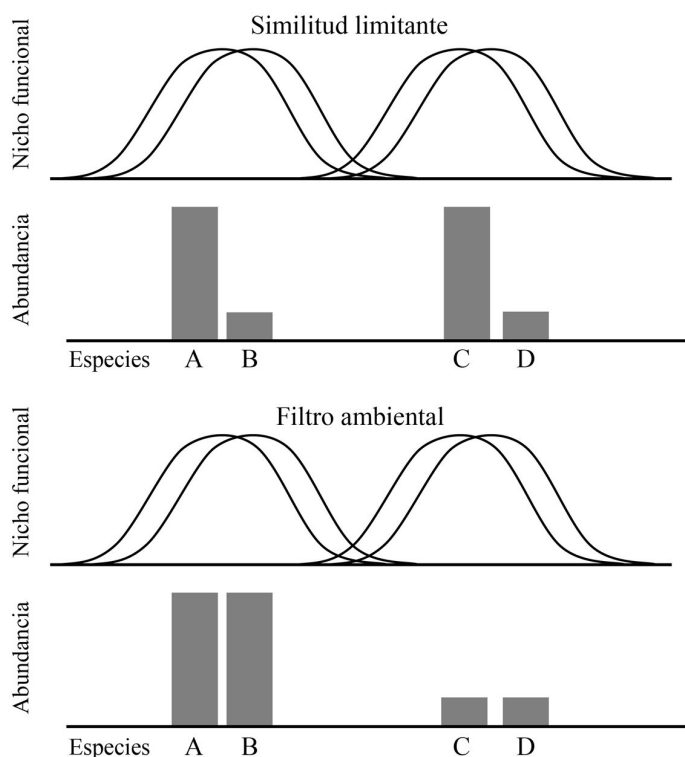 Similitud limitante
Nicho funcional
Abundancia
Especies A B C D
Filtro ambiental
Nicho funcional
Abundancia
Especies A B C D